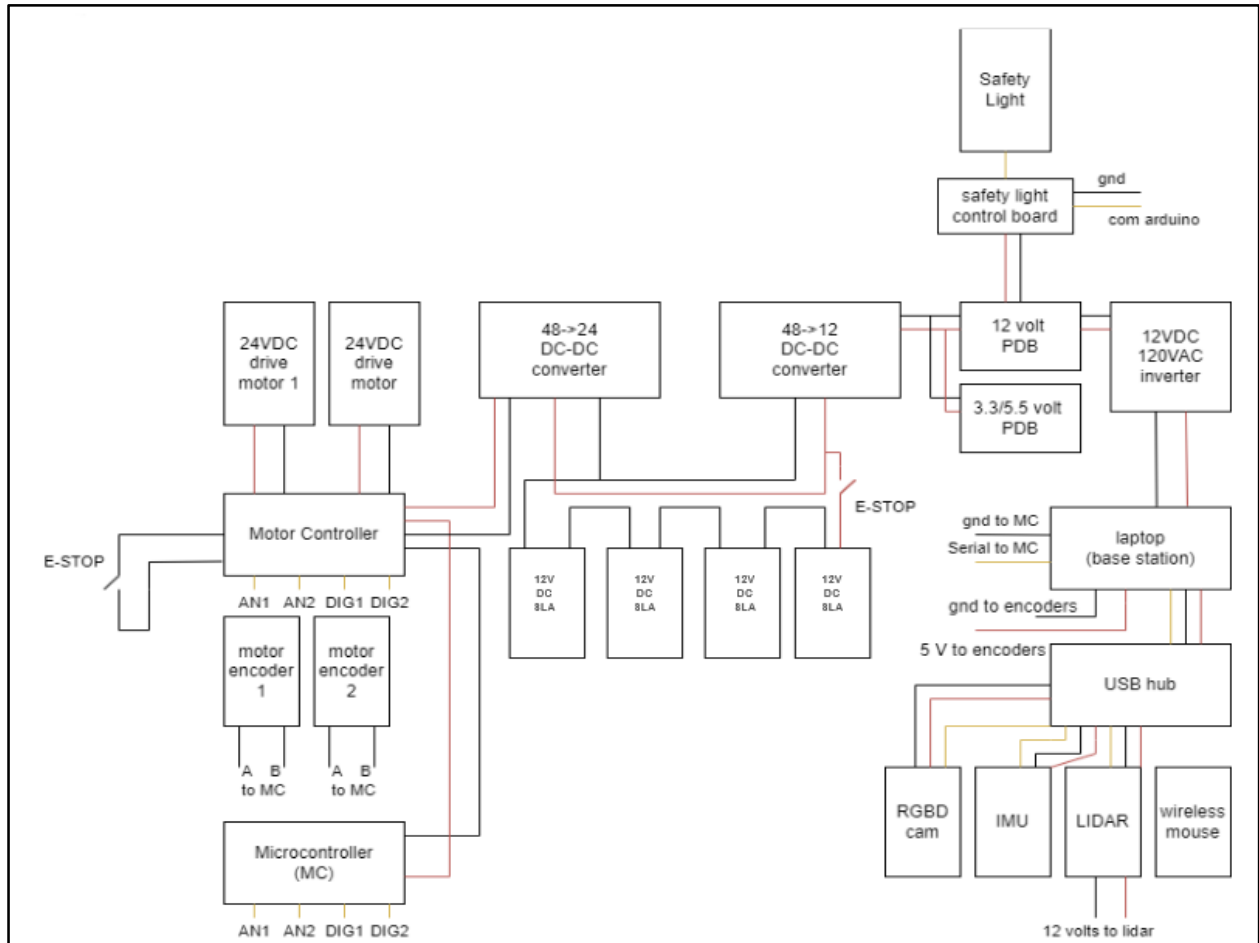 Safety
Light
safety light
control board
gnd
com arduino
24VDC
drive
motor 1
24VDC
drive
motor
48->24
DC-DC
converter
48->12
DC-DC
converter
12 volt
PDB
12VDC
120VAC
inverter
3.3/5.5 volt
PDB
E-STOP
Motor Controller
E-STOP
AN1 AN2 DIG1 DIG2
12V
DC
8LA
12V
DC
8LA
12V
DC
8LA
12V
DC
8LA
gnd to MC
Serial to MC
laptop
(base station)
gnd to encoders
5 V to encoders
motor
encoder
1
motor
encoder
2
A B
to MC
A B
to MC
USB hub
RGBD
cam
IMU
LIDAR
wireless
mouse
Microcontroller
(MC)
AN1 AN2 DIG1 DIG2
12 volts to lidar